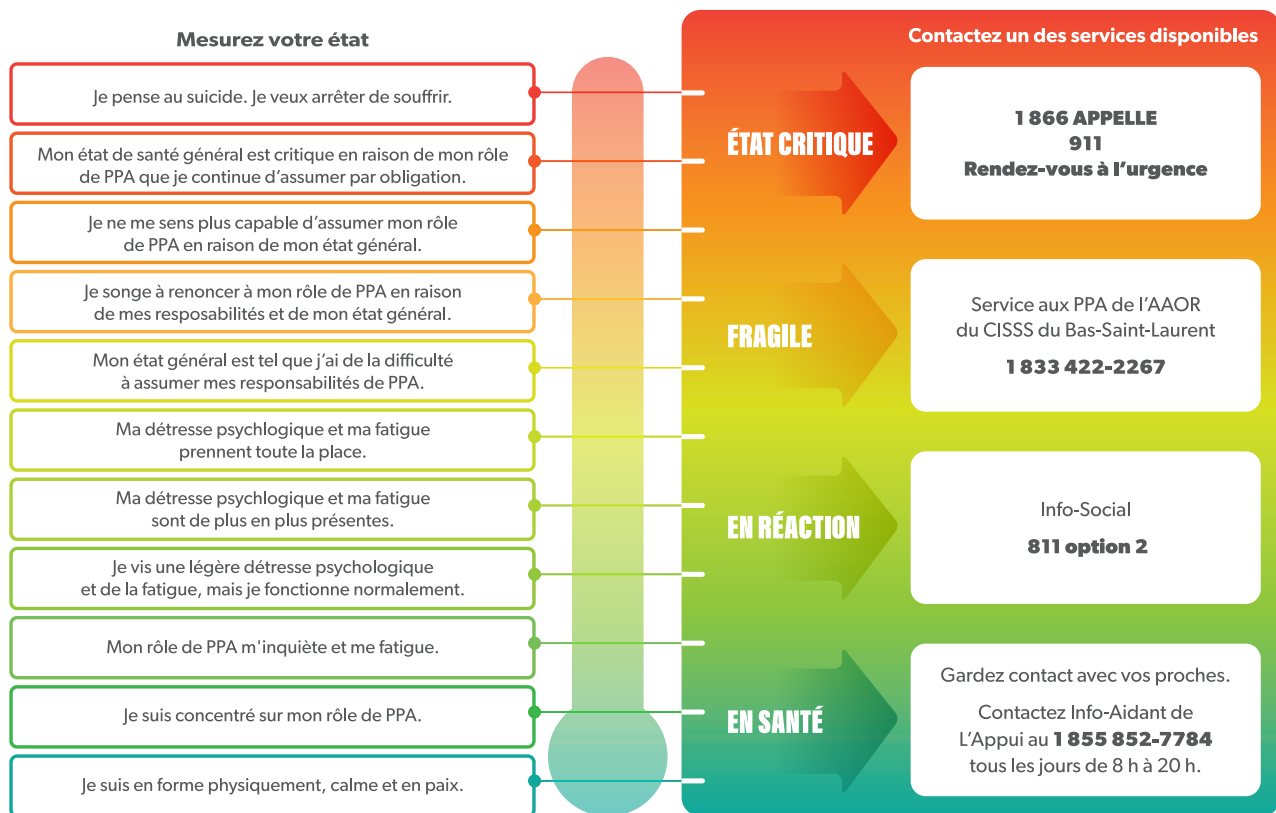 Mesurez votre état
Je pense au suicide. Je veux arrêter de souffrir.
Mon état de santé général est critique en raison de mon rôle
de PPA que je continue d'assumer par obligation.
Je ne me sens plus capable d'assumer mon rôle
de PPA en raison de mon état général.
Je songe à renoncer à mon rôle de PPA en raison
de mes resposabilités et de mon état général.
Mon état général est tel que j'ai de la difficulté
à assumer mes responsabilités de PPA.
Ma détresse psychlogique et ma fatigue
prennent toute la place.
Ma détresse psychlogique et ma fatigue
sont de plus en plus présentes.
Je vis une légère détresse psychologique
et de la fatigue, mais je fonctionne normalement.
Mon rôle de PPA m'inquiète et me fatigue.
Je suis concentré sur mon rôle de PPA.
Je suis en forme physiquement, calme et en paix.
Contactez un des services disponibles
ÉTAT CRITIQUE
1 866 APPELLE
911
Rendez-vous à l'urgence
FRAGILE
Service aux PPA de l'AAOR
du CISSS du Bas-Saint-Laurent
1 833 422-2267
EN RÉACTION
Info-Social
811 option 2
EN SANTÉ
Gardez contact avec vos proches.
Contactez Info-Aidant de
L'Appui au 1 855 852-7784
tous les jours de 8 h à 20 h.